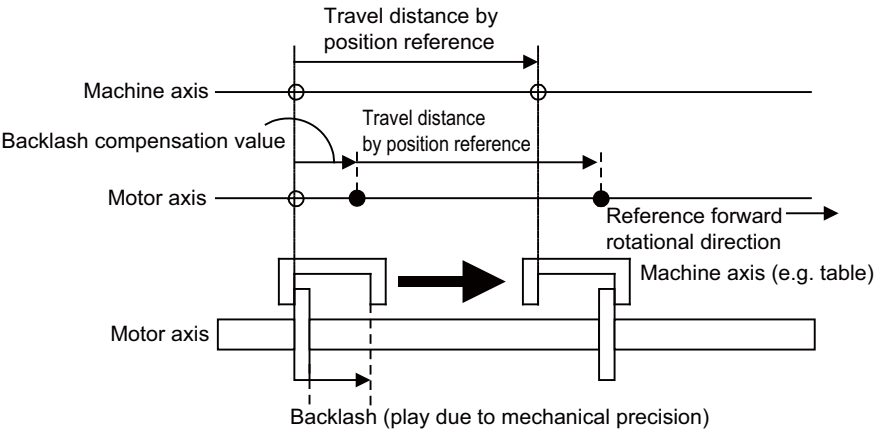 Travel distance by
position reference
Machine axis
Travel distance
by position reference
Backlash compensation value
Motor axis
Reference forward
rotational direction
Machine axis (e.g. table)
Motor axis
Backlash (play due to mechanical precision)